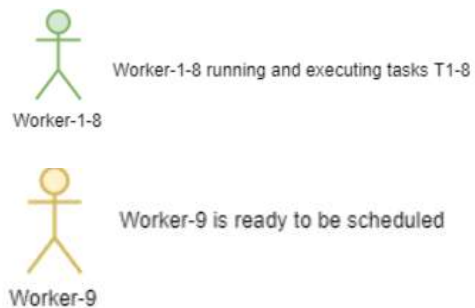 Worker-1-8 running and executing tasks T1-8
Worker-1-8
Worker-9 is ready to be scheduled
Worker-9